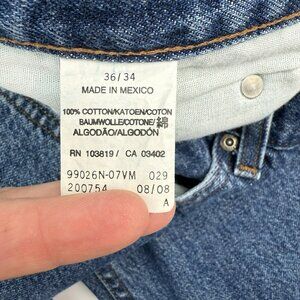 36/34
MADE IN MEXICO
100% COTTON/KATOEN/COTON
BAUMWOLLE/COTONE/
ALGODÃO/ALGODÓN
RN 103819 / CA 03402
99026N-07VM 029
200754 08/08
A